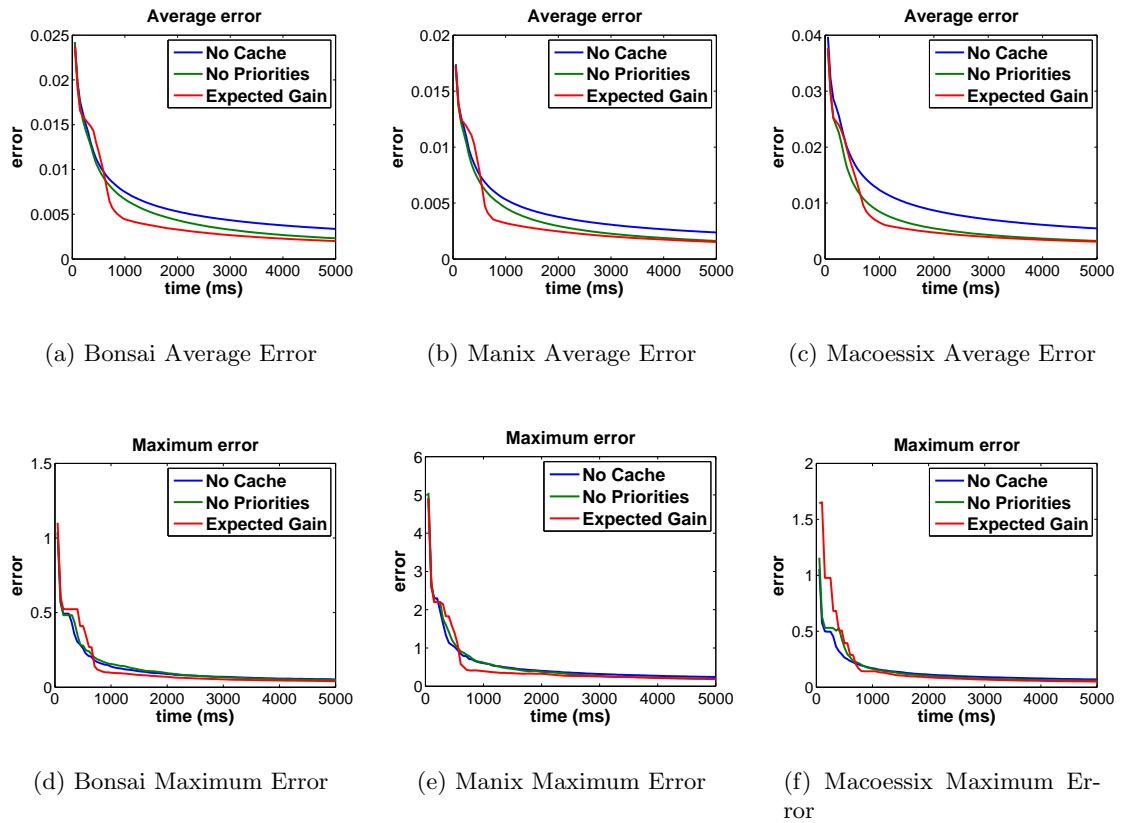 Average error
0.025
0.02
0.015
0.01
0.005
0
error
No Cache
No Priorities
Expected Gain
0 1000 2000 3000 4000 5000
time (ms)
(a) Bonsai Average Error
Average error
0.02
0.015
0.01
0.005
0
error
No Cache
No Priorities
Expected Gain
0 1000 2000 3000 4000 5000
time (ms)
(b) Manix Average Error
Average error
0.04
0.03
0.02
0.01
0
error
No Cache
No Priorities
Expected Gain
0 1000 2000 3000 4000 5000
time (ms)
(c) Macoessix Average Error
Maximum error
1.5
1
0.5
0
error
No Cache
No Priorities
Expected Gain
0 1000 2000 3000 4000 5000
time (ms)
(d) Bonsai Maximum Error
Maximum error
6
5
4
3
2
1
0
error
No Cache
No Priorities
Expected Gain
0 1000 2000 3000 4000 5000
time (ms)
(e) Manix Maximum Error
Maximum error
2
1.5
1
0.5
0
error
No Cache
No Priorities
Expected Gain
0 1000 2000 3000 4000 5000
time (ms)
(f) Macoessix Maximum Er-
ror